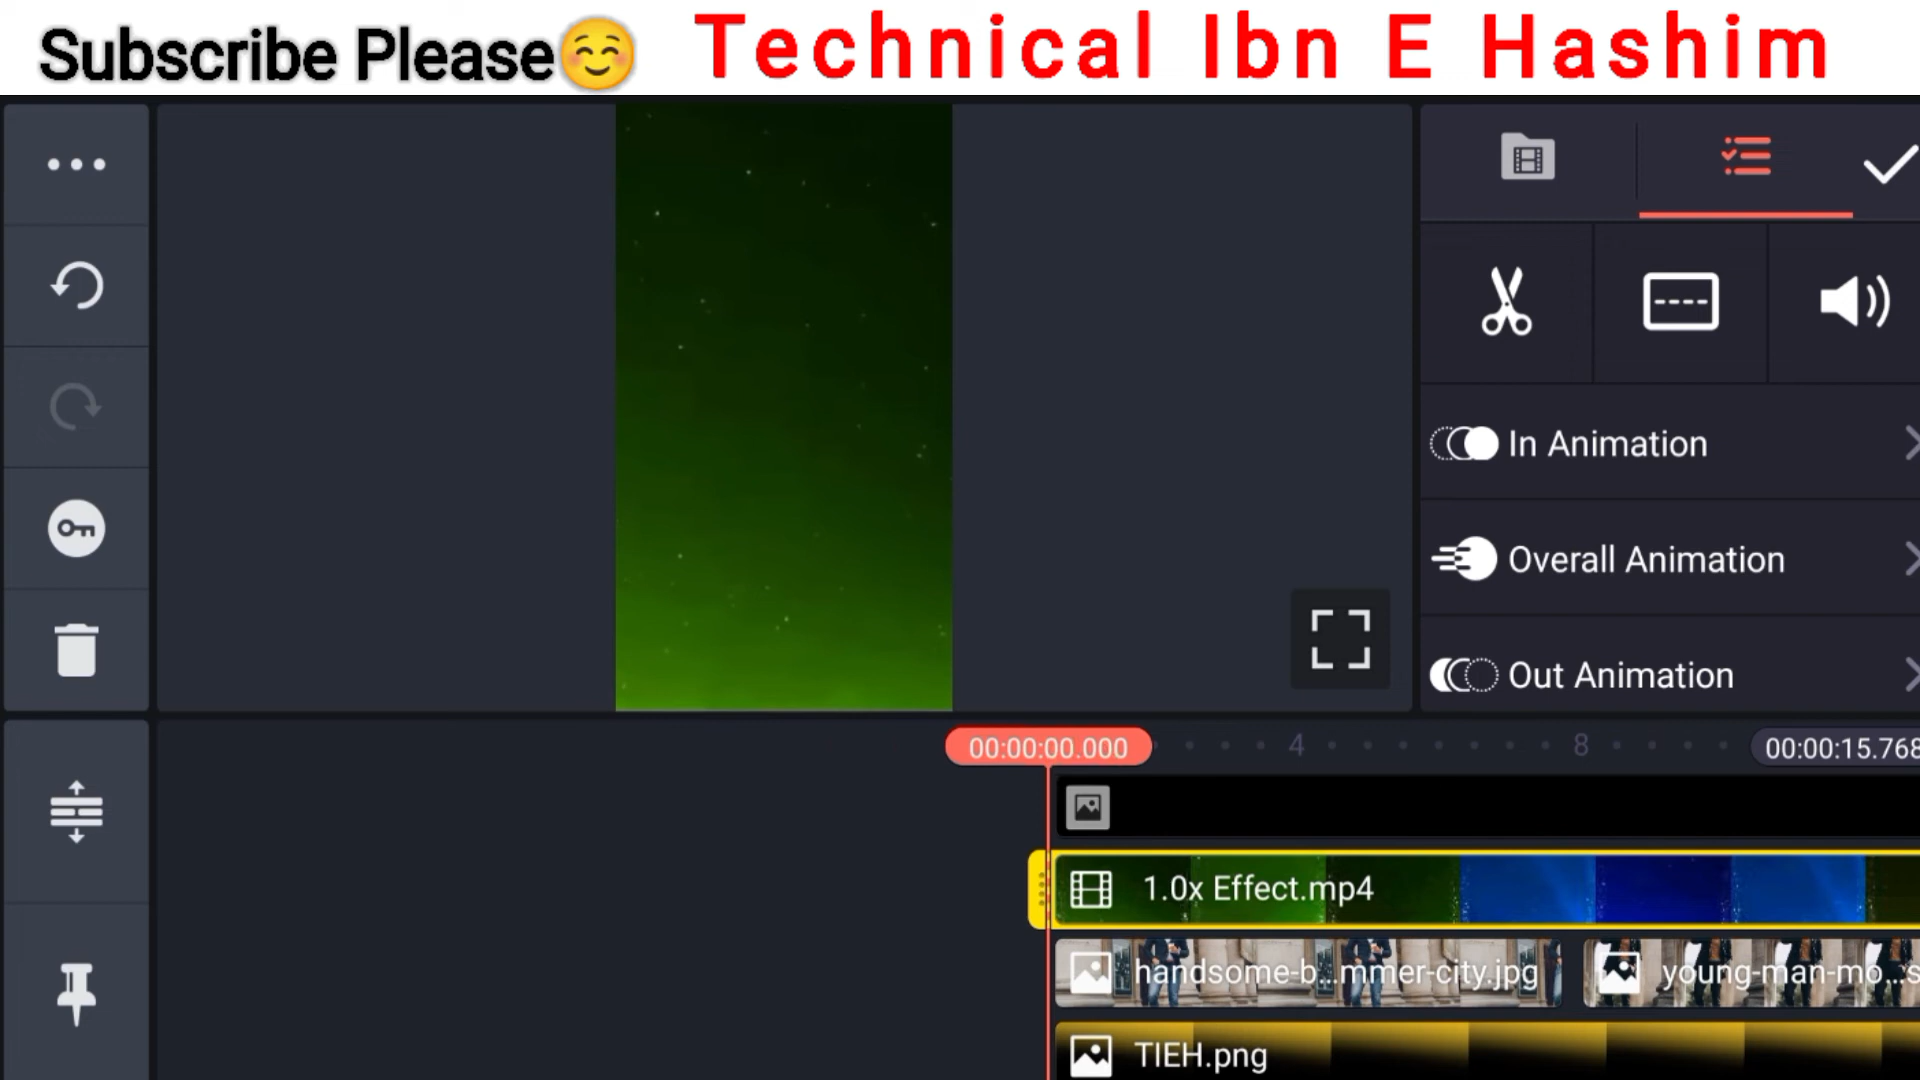 Subscribe Please☺️ Technical Ibn E Hashim
In Animation
Overall Animation
Out Animation
00:00:00.000 4 8 00:00:15.768
1.0x Effect.mp4
handsome-b...mmer-city.jpg young-man-mo...s
TIEH.png